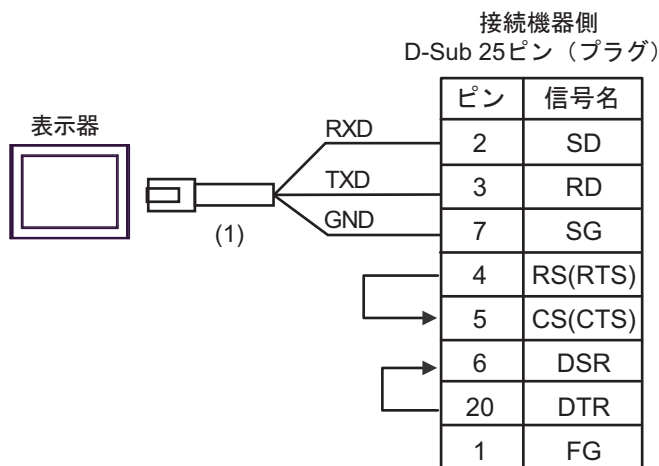 接続機器側
D-Sub 25ピン（プラグ）
ピン 信号名
表示器
RXD 2 SD
TXD 3 RD
(1)
GND 7 SG
4 RS(RTS)
5 CS(CTS)
6 DSR
20 DTR
1 FG